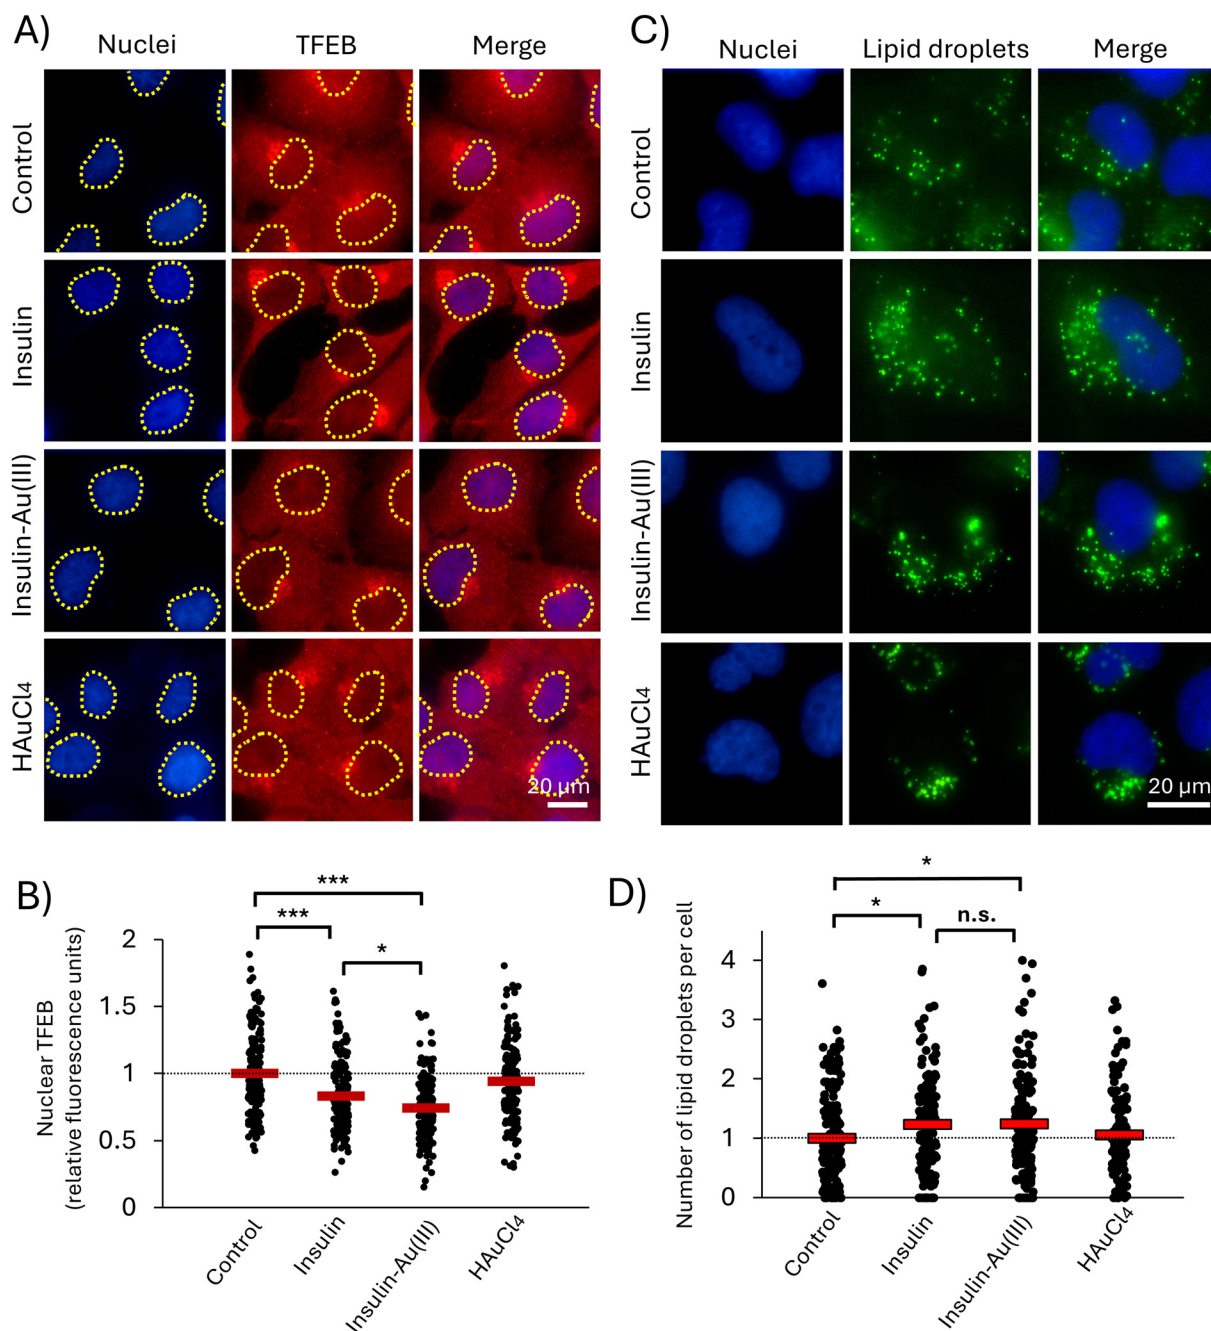 A)
Nuclei TFEB Merge
Control
Insulin
Insulin-Au(III)
HAuCl4
20 µm
C)
Nuclei Lipid droplets Merge
Control
Insulin
Insulin-Au(III)
HAuCl4
20 µm
B)
***
***
*
Nuclear TFEB
(relative fluorescence units)
2
1.5
1
0.5
0
Control
Insulin
Insulin-Au(III)
HAuCl4
D)
*
*
n.s.
Number of lipid droplets per cell
4
3
2
1
0
Control
Insulin
Insulin-Au(III)
HAuCl4